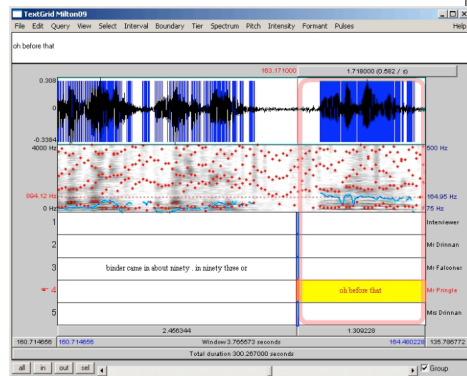 TextGrid Milton09
File Edit Query View Select Interval Boundary Tier Spectrum Pitch Intensity Formant Pulses Help
oh before that
163.171000 1.718000 (0.582 / s)
0.308
0
-0.3384
4000 Hz 500 Hz
694.12 Hz 164.95 Hz
0 Hz 75 Hz
1 Interviewer
2 Mr Drinnan
3 binder came in about ninety . in ninety three or Mr Falconer
4 oh before that Mr Pringle
5 Mrs Drinnan
2.456344 1.309228
160.714656 160.714656 Window 3.765573 seconds 164.480228 135.786772
Total duration 300.267000 seconds
all in out sel Group